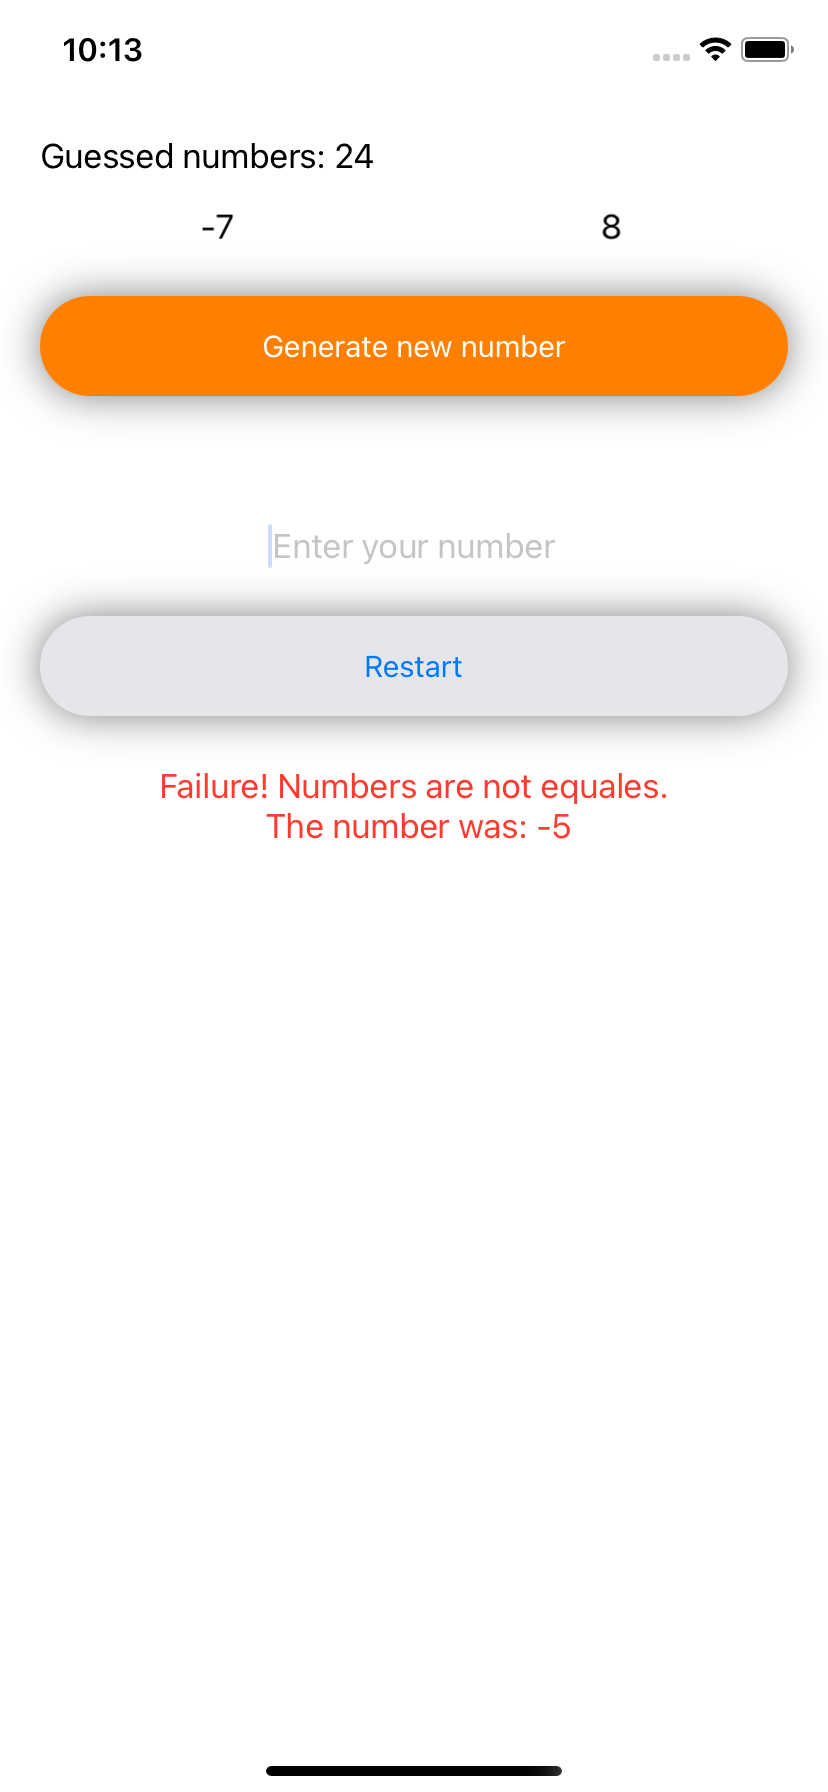 10:13
Guessed numbers: 24
-7 8
Generate new number
Enter your number
Restart
Failure! Numbers are not equales.
The number was: -5